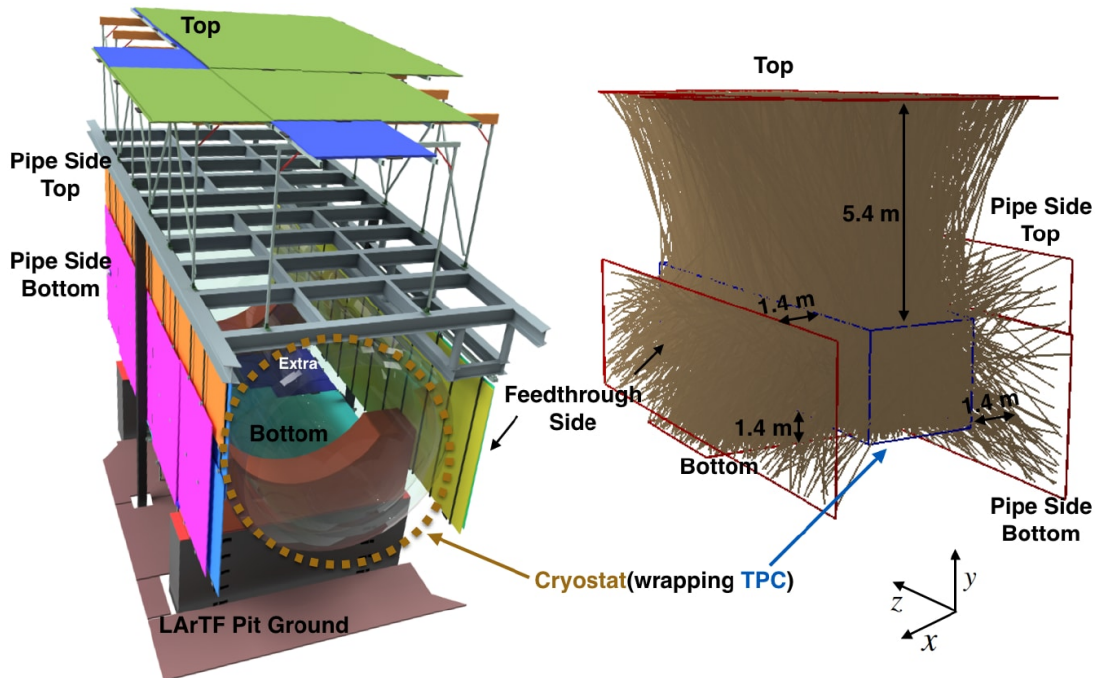 Top
Pipe Side
Top
Pipe Side
Bottom
Extra
Bottom
Feedthrough
Side
Cryostat(wrapping TPC)
LArTF Pit Ground
Top
5.4 m
Pipe Side
Top
1.4 m
1.4 m
1.4 m
Bottom
Pipe Side
Bottom
y
z
x